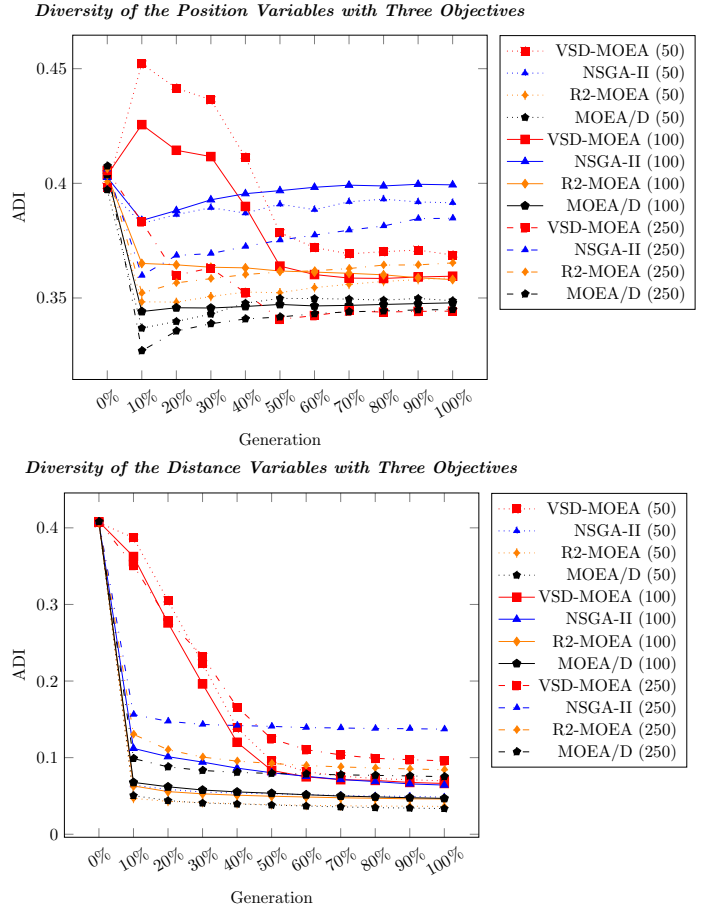 Diversity of the Position Variables with Three Objectives
0.45
0.4
0.35
ADI
0%
10%
20%
30%
40%
50%
60%
70%
80%
90%
100%
Generation
VSD-MOEA (50)
NSGA-II (50)
R2-MOEA (50)
MOEA/D (50)
VSD-MOEA (100)
NSGA-II (100)
R2-MOEA (100)
MOEA/D (100)
VSD-MOEA (250)
NSGA-II (250)
R2-MOEA (250)
MOEA/D (250)
Diversity of the Distance Variables with Three Objectives
0.4
0.3
0.2
0.1
0
ADI
0%
10%
20%
30%
40%
50%
60%
70%
80%
90%
100%
Generation
VSD-MOEA (50)
NSGA-II (50)
R2-MOEA (50)
MOEA/D (50)
VSD-MOEA (100)
NSGA-II (100)
R2-MOEA (100)
MOEA/D (100)
VSD-MOEA (250)
NSGA-II (250)
R2-MOEA (250)
MOEA/D (250)